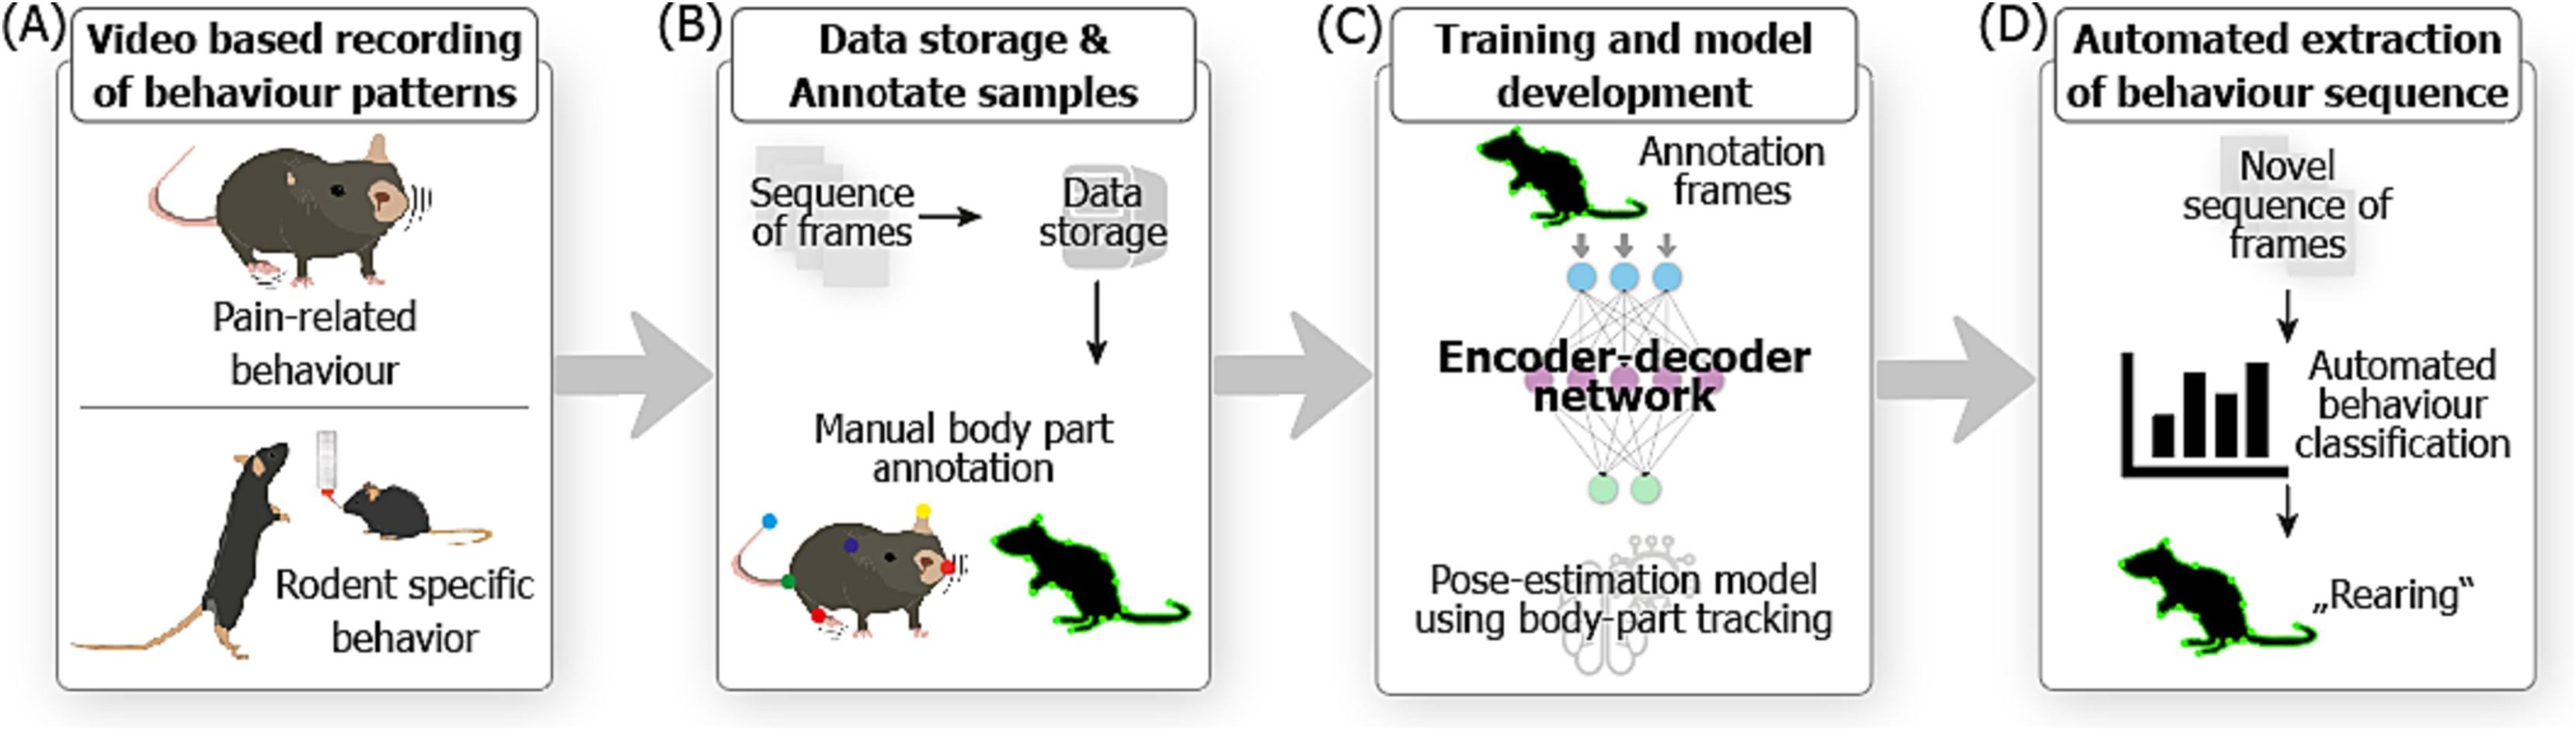 (A)
Video based recording
of behaviour patterns
Pain-related
behaviour
Rodent specific
behavior
(B)
Data storage &
Annotate samples
Sequence
of frames
Data
storage
Manual body part
annotation
(C)
Training and model
development
Annotation
frames
Encoder-decoder
network
Pose-estimation model
using body-part tracking
(D)
Automated extraction
of behaviour sequence
Novel
sequence of
frames
Automated
behaviour
classification
„Rearing“